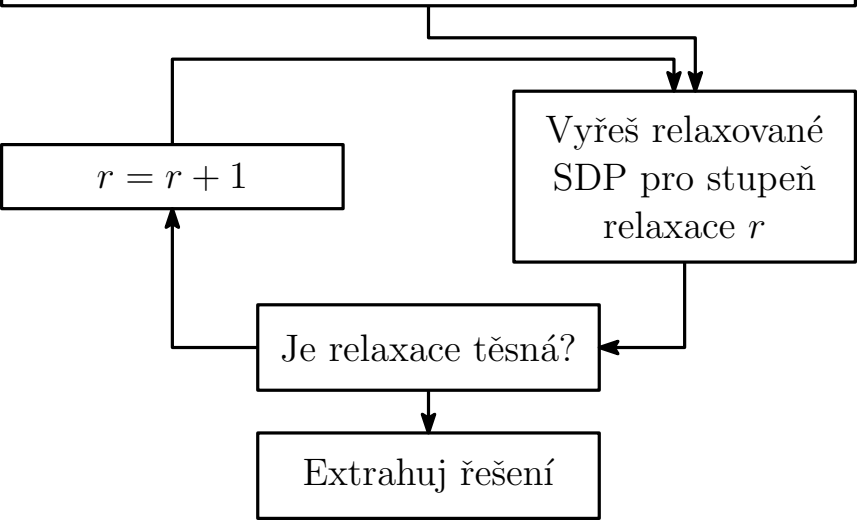 Vyřeš relaxované
SDP pro stupeň
relaxace r
r = r + 1
Je relaxace těsná?
Extrahuj řešení